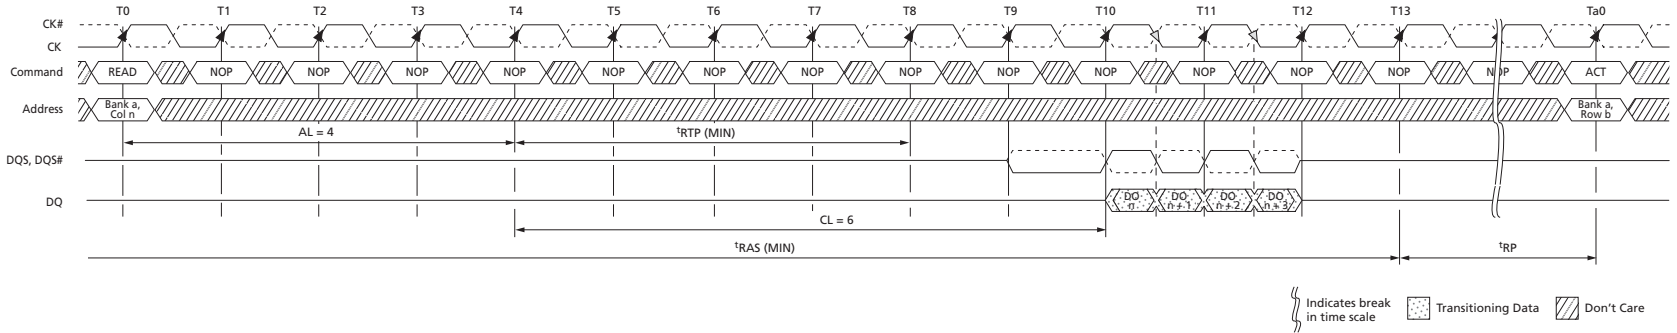 T0 T1 T2 T3 T4 T5 T6 T7 T8 T9 T10 T11 T12 T13 Ta0
CK#
CK
Command READ NOP NOP NOP NOP NOP NOP NOP NOP NOP NOP NOP NOP NOP NOP ACT
Address Bank a, Col n Bank a, Row b
AL = 4 tRTP (MIN)
DQS, DQS#
DQ DO n DO n + 1 DO n + 2 DO n + 3
CL = 6
tRAS (MIN) tRP
Indicates break
in time scale
Transitioning Data
Don't Care